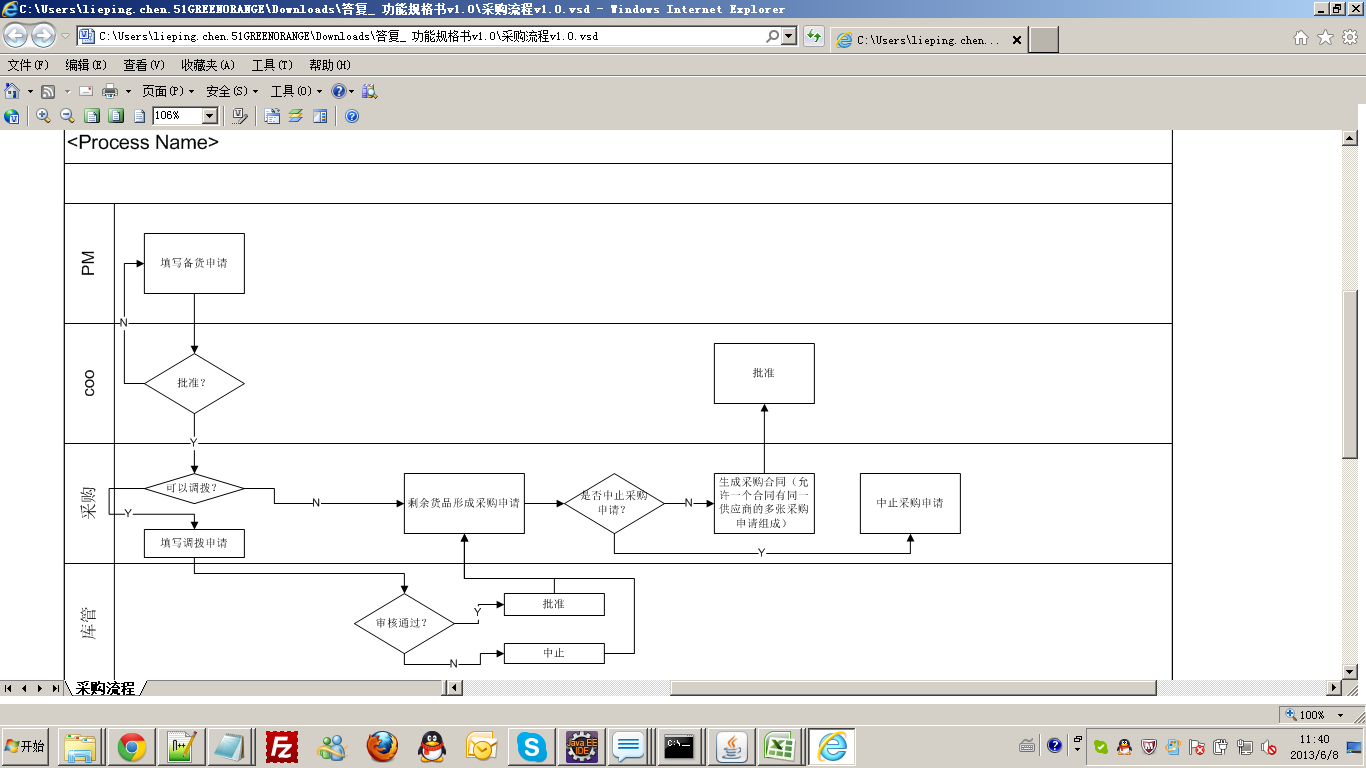 C:\Users\lieping.chen.51GREENORANGE\Downloads\答复_ 功能规格书v1.0\采购流程v1.0.vsd - Windows Internet Explorer
C:\Users\lieping.chen.51GREENORANGE\Downloads\答复_ 功能规格书v1.0\采购流程v1.0.vsd
C:\Users\lieping.chen...
文件(F) 编辑(E) 查看(V) 收藏夹(A) 工具(T) 帮助(H)
页面(P) 安全(S) 工具(O)
106%
<Process Name>
PM
填写备货申请
N
coo
批准?
批准
Y
采购
可以调拨?
N
剩余货品形成采购申请
是否中止采购
申请?
N
生成采购合同（允
许一个合同有同一
供应商的多张采购
申请组成）
中止采购申请
Y
填写调拨申请
Y
库管
审核通过?
Y
批准
N
中止
采购流程
100%
开始
11:40
2013/6/8